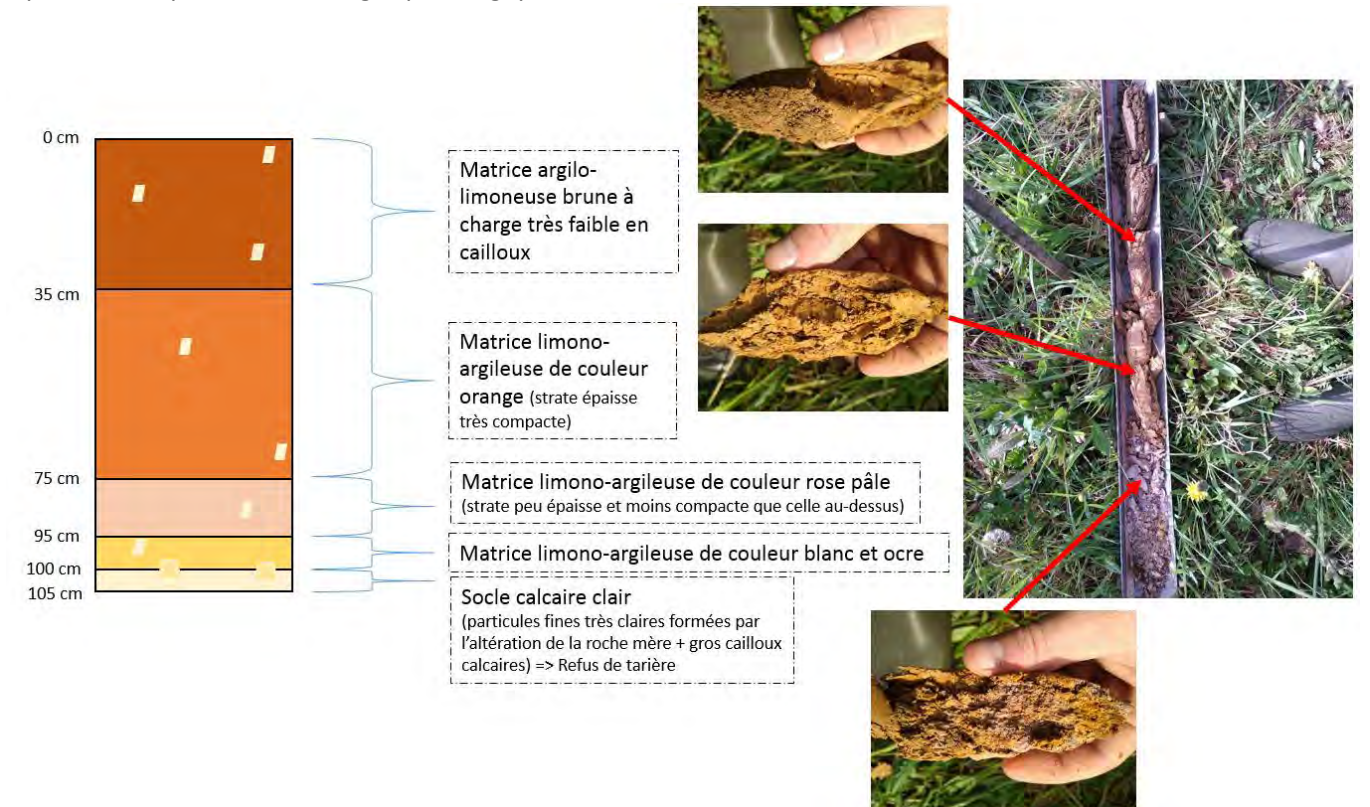 0 cm
35 cm
75 cm
95 cm
100 cm
105 cm
Matrice argilo-
limoneuse brune à
charge très faible en
cailloux
Matrice limono-
argileuse de couleur
orange (strate épaisse
très compacte)
Matrice limono-argileuse de couleur rose pâle
(strate peu épaisse et moins compacte que celle au-dessus)
Matrice limono-argileuse de couleur blanc et ocre
Socle calcaire clair
(particules fines très claires formées par
l'altération de la roche mère + gros cailloux
calcaires) => Refus de tarière